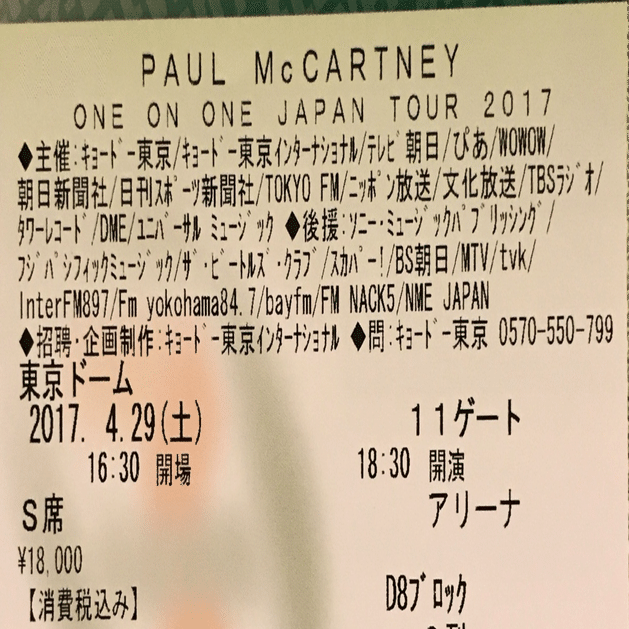 PAUL McCARTNEY
ONE ON ONE JAPAN TOUR 2017
◆主催:ｷｮｰﾄﾞｰ東京/ｷｮｰﾄﾞｰ東京ｲﾝﾀｰﾅｼｮﾅﾙ/ﾃﾚﾋﾞ朝日/ぴあ/WOWOW/
朝日新聞社/日刊ｽﾎﾟｰﾂ新聞社/TOKYO FM/ﾆｯﾎﾟﾝ放送/文化放送/TBSﾗｼﾞｵ/
ﾀﾜｰﾚｺｰﾄﾞ/DME/ﾕﾆﾊﾞｰｻﾙ ﾐｭｰｼﾞｯｸ ◆後援:ｿﾆｰ･ﾐｭｰｼﾞｯｸﾊﾟﾌﾞﾘｯｼﾝｸﾞ/
ﾌｼﾞﾊﾟｼﾌｨｯｸﾐｭｰｼﾞｯｸ/ｻﾞ･ﾋﾞｰﾄﾙｽﾞ･ｸﾗﾌﾞ/ｽｶﾊﾟｰ!/BS朝日/MTV/tvk/
InterFM897/Fm yokohama84.7/bayfm/FM NACK5/NME JAPAN
◆招聘･企画制作:ｷｮｰﾄﾞｰ東京ｲﾝﾀｰﾅｼｮﾅﾙ ◆問:ｷｮｰﾄﾞｰ東京 0570-550-799
東京ドーム
2017. 4.29(土) 11ゲート
16:30 開場 18:30 開演
S席 アリーナ
¥18,000
【消費税込み】 D8ﾌﾞﾛｯｸ